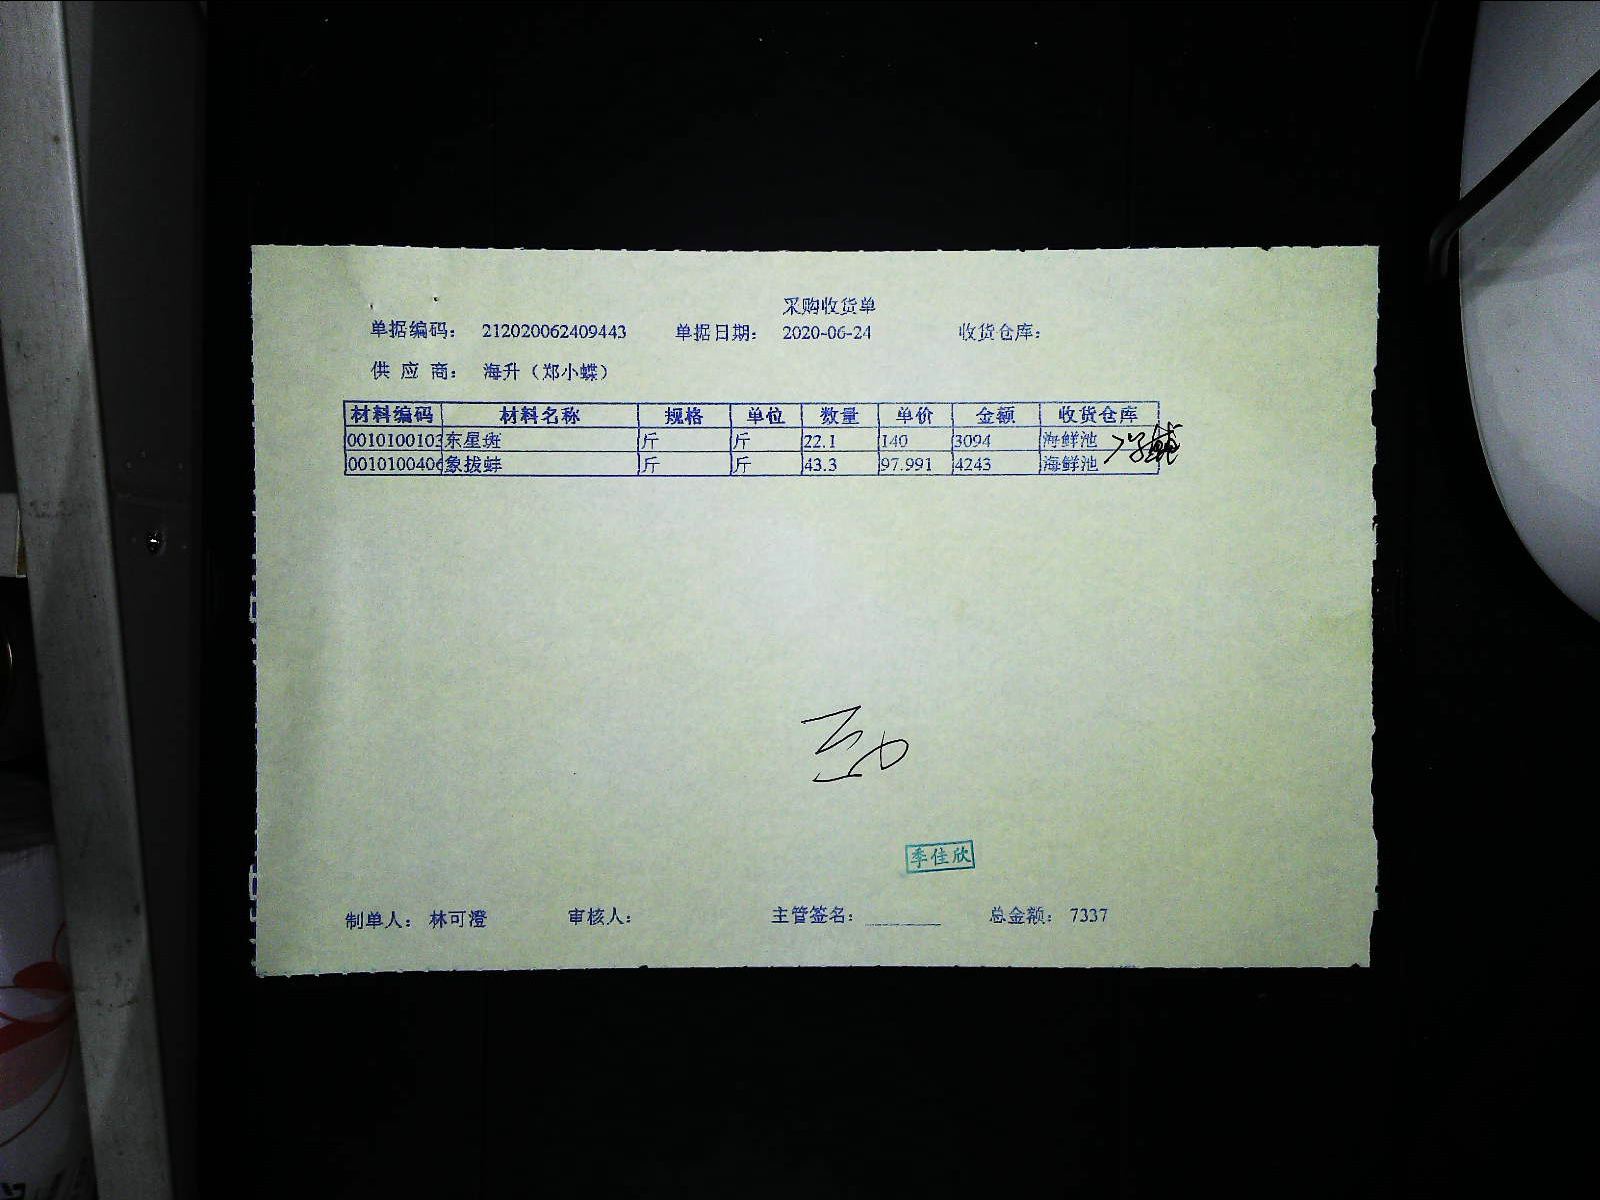 采购收货单
单据编码： 212020062409443 单据日期： 2020-06-24 收货仓库：
供 应 商： 海升（郑小蝶）
材料编码 材料名称 规格 单位 数量 单价 金额 收货仓库
0010100103 东星斑 斤 斤 22.1 140 3094 海鲜池
0010100406 象拔蚌 斤 斤 43.3 97.991 4243 海鲜池
季佳欣
制单人： 林可澄 审核人： 主管签名： 总金额： 7337